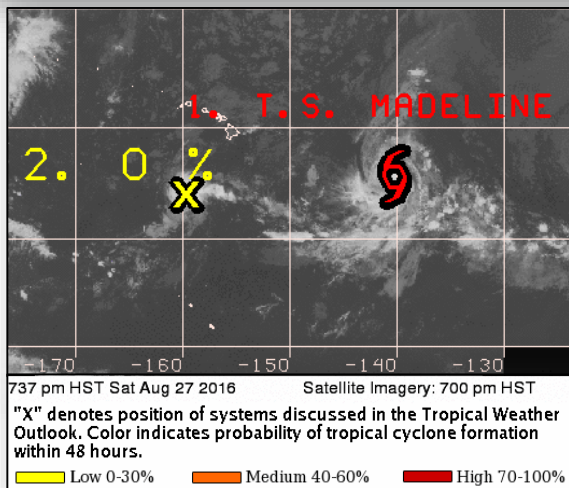 1. T.S. MADELINE
2. 0 %
X
-170 -160 -150 -140 -130
737 pm HST Sat Aug 27 2016 Satellite Imagery: 700 pm HST
"X" denotes position of systems discussed in the Tropical Weather
Outlook. Color indicates probability of tropical cyclone formation
within 48 hours.
Low 0-30% Medium 40-60% High 70-100%